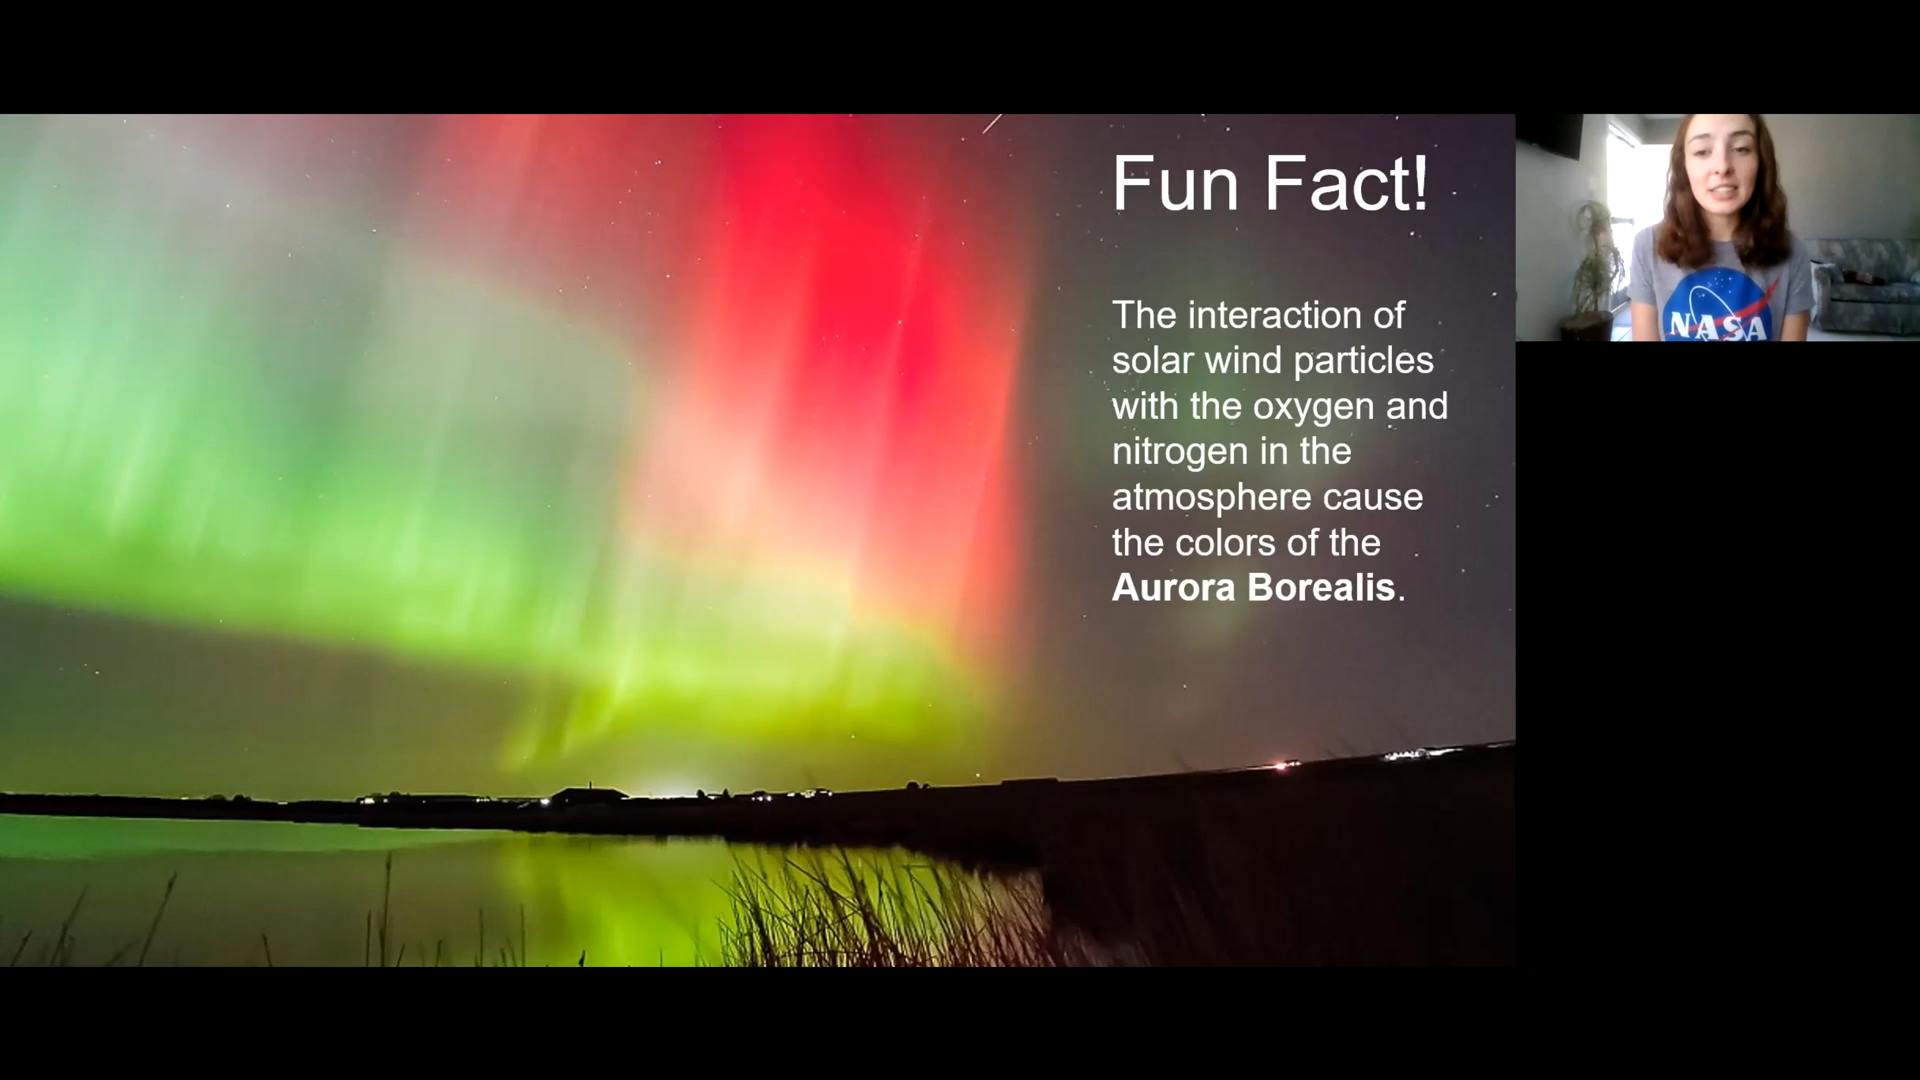 Fun Fact!
The interaction of
solar wind particles
with the oxygen and
nitrogen in the
atmosphere cause
the colors of the
Aurora Borealis.
NASA